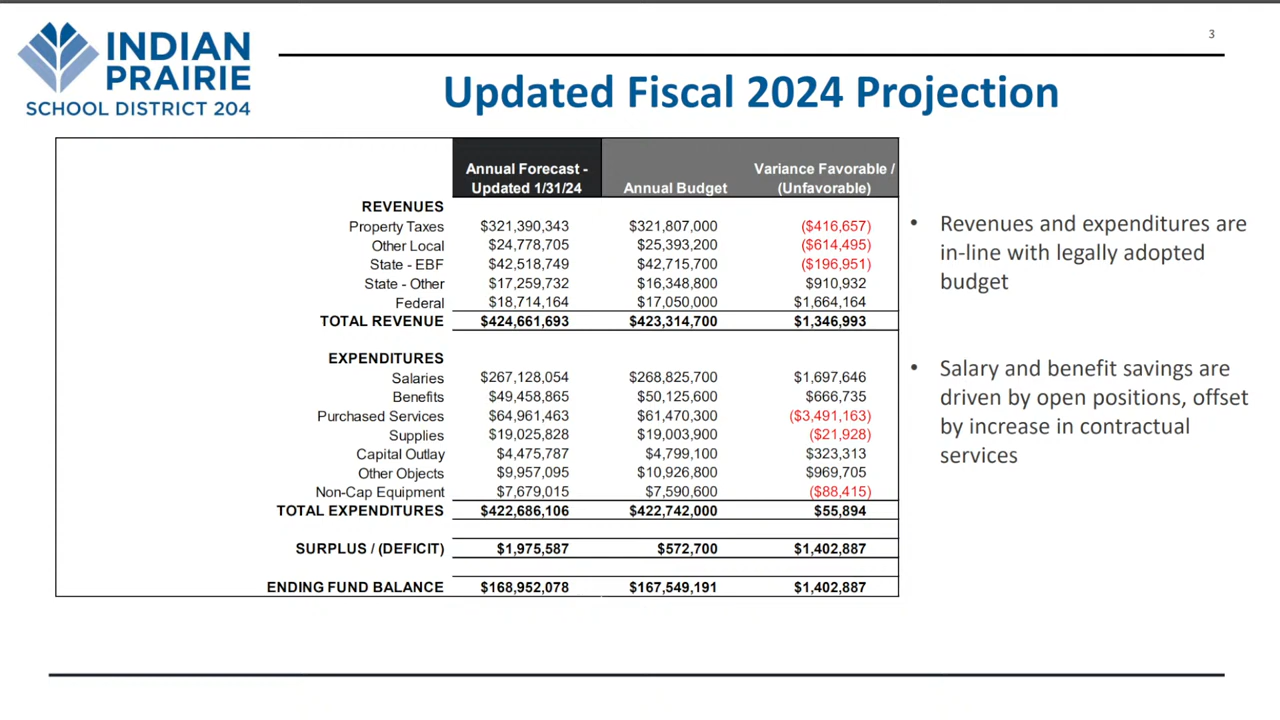 3
INDIAN
PRAIRIE
SCHOOL DISTRICT 204
Updated Fiscal 2024 Projection
Annual Forecast - Updated 1/31/24 Annual Budget Variance Favorable / (Unfavorable)
REVENUES
Property Taxes $321,390,343 $321,807,000 ($416,657)
Other Local $24,778,705 $25,393,200 ($614,495)
State - EBF $42,518,749 $42,715,700 ($196,951)
State - Other $17,259,732 $16,348,800 $910,932
Federal $18,714,164 $17,050,000 $1,664,164
TOTAL REVENUE $424,661,693 $423,314,700 $1,346,993
EXPENDITURES
Salaries $267,128,054 $268,825,700 $1,697,646
Benefits $49,458,865 $50,125,600 $666,735
Purchased Services $64,961,463 $61,470,300 ($3,491,163)
Supplies $19,025,828 $19,003,900 ($21,928)
Capital Outlay $4,475,787 $4,799,100 $323,313
Other Objects $9,957,095 $10,926,800 $969,705
Non-Cap Equipment $7,679,015 $7,590,600 ($88,415)
TOTAL EXPENDITURES $422,686,106 $422,742,000 $55,894
SURPLUS / (DEFICIT) $1,975,587 $572,700 $1,402,887
ENDING FUND BALANCE $168,952,078 $167,549,191 $1,402,887
• Revenues and expenditures are
in-line with legally adopted
budget
• Salary and benefit savings are
driven by open positions, offset
by increase in contractual
services